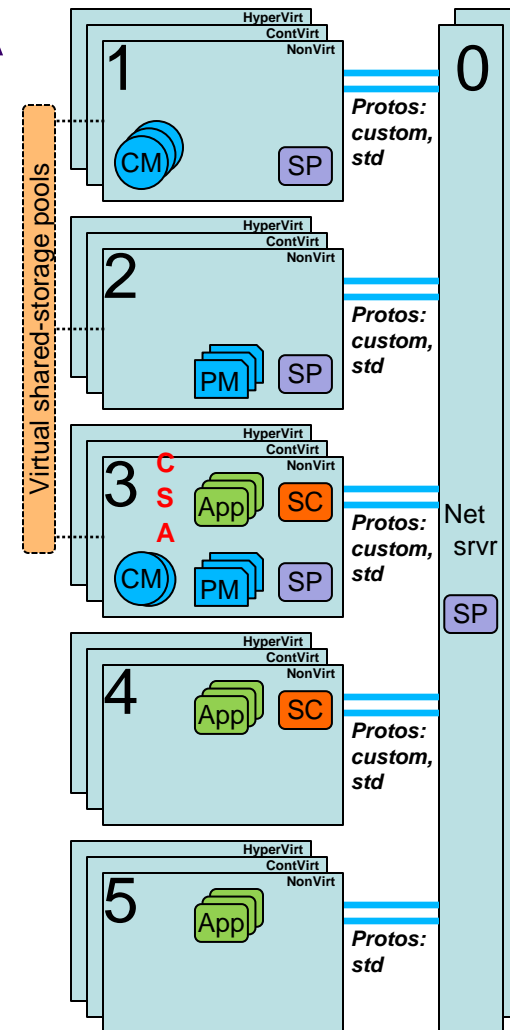 HyperVirt
ContVirt
NonVirt
1
CM
SP
Protos:
custom,
std
0
Virtual shared-storage pools
HyperVirt
ContVirt
NonVirt
2
PM
SP
Protos:
custom,
std
HyperVirt
ContVirt
NonVirt
3
C
S
A
App
SC
CM
PM
SP
Protos:
custom,
std
Net
srvr
SP
HyperVirt
ContVirt
NonVirt
4
App
SC
Protos:
custom,
std
HyperVirt
ContVirt
NonVirt
5
App
Protos:
std